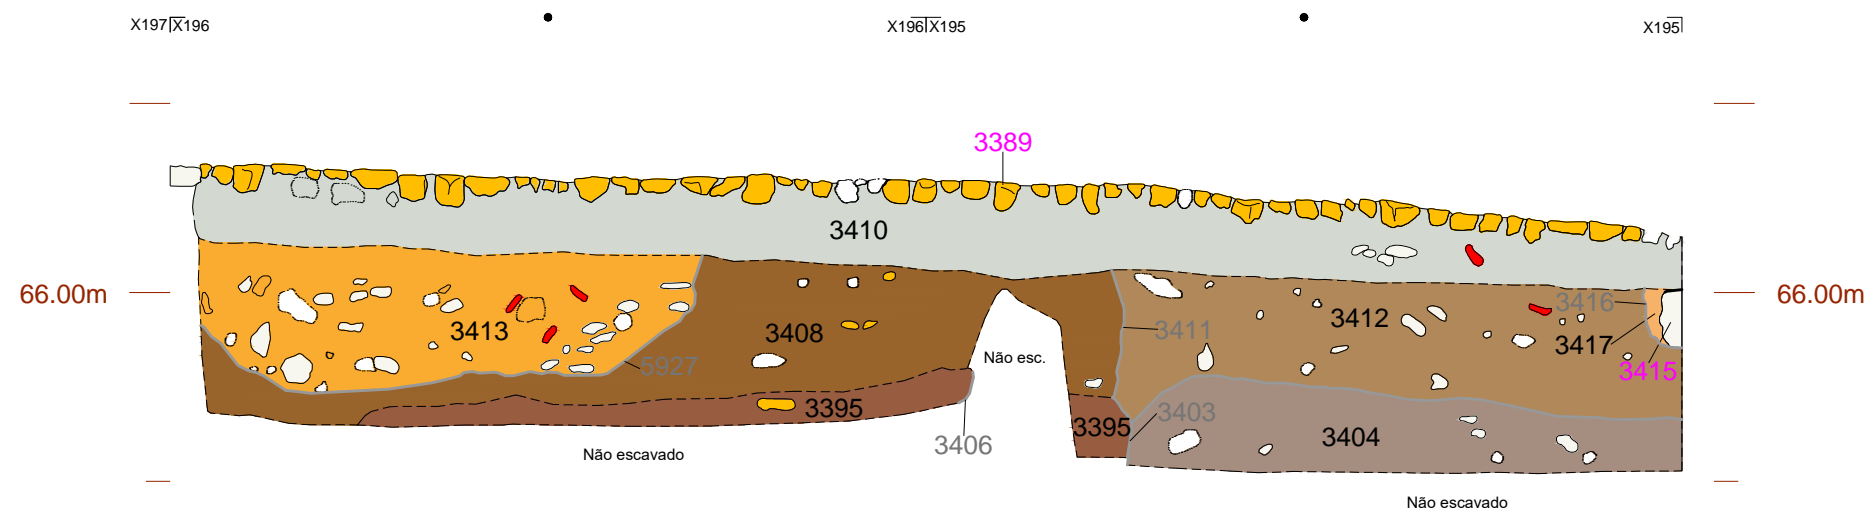 X197 X196
X196 X195
X195
3389
3410
66.00m
66.00m
3413
3408
3412
3416
3411
3417
Não esc.
5927
3415
3395
3403
3395
3404
3406
Não escavado
Não escavado